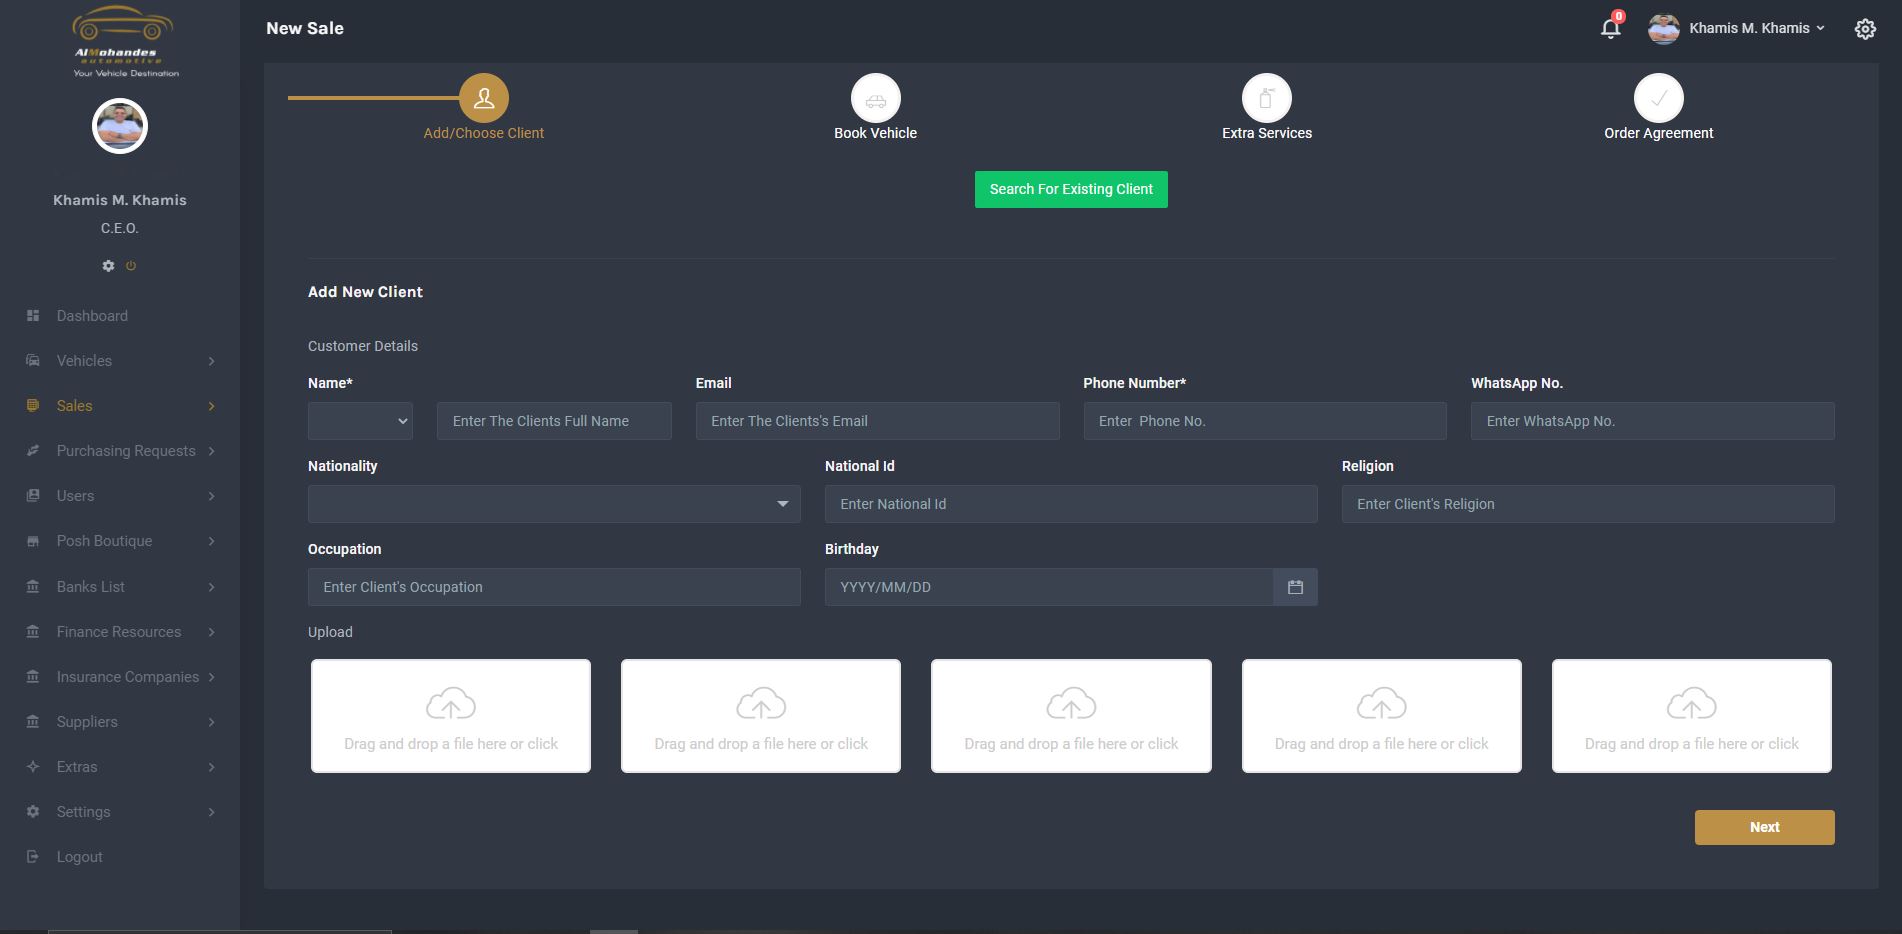 AlMohandes
automotive
Your Vehicle Destination
Khamis M. Khamis
C.E.O.
Dashboard
Vehicles
Sales
Purchasing Requests
Users
Posh Boutique
Banks List
Finance Resources
Insurance Companies
Suppliers
Extras
Settings
Logout
New Sale
0
Khamis M. Khamis
Add/Choose Client
Book Vehicle
Extra Services
Order Agreement
Search For Existing Client
Add New Client
Customer Details
Name*
Email
Phone Number*
WhatsApp No.
Enter The Clients Full Name
Enter The Clients's Email
Enter Phone No.
Enter WhatsApp No.
Nationality
National Id
Religion
Enter National Id
Enter Client's Religion
Occupation
Birthday
Enter Client's Occupation
YYYY/MM/DD
Upload
Drag and drop a file here or click
Drag and drop a file here or click
Drag and drop a file here or click
Drag and drop a file here or click
Drag and drop a file here or click
Next